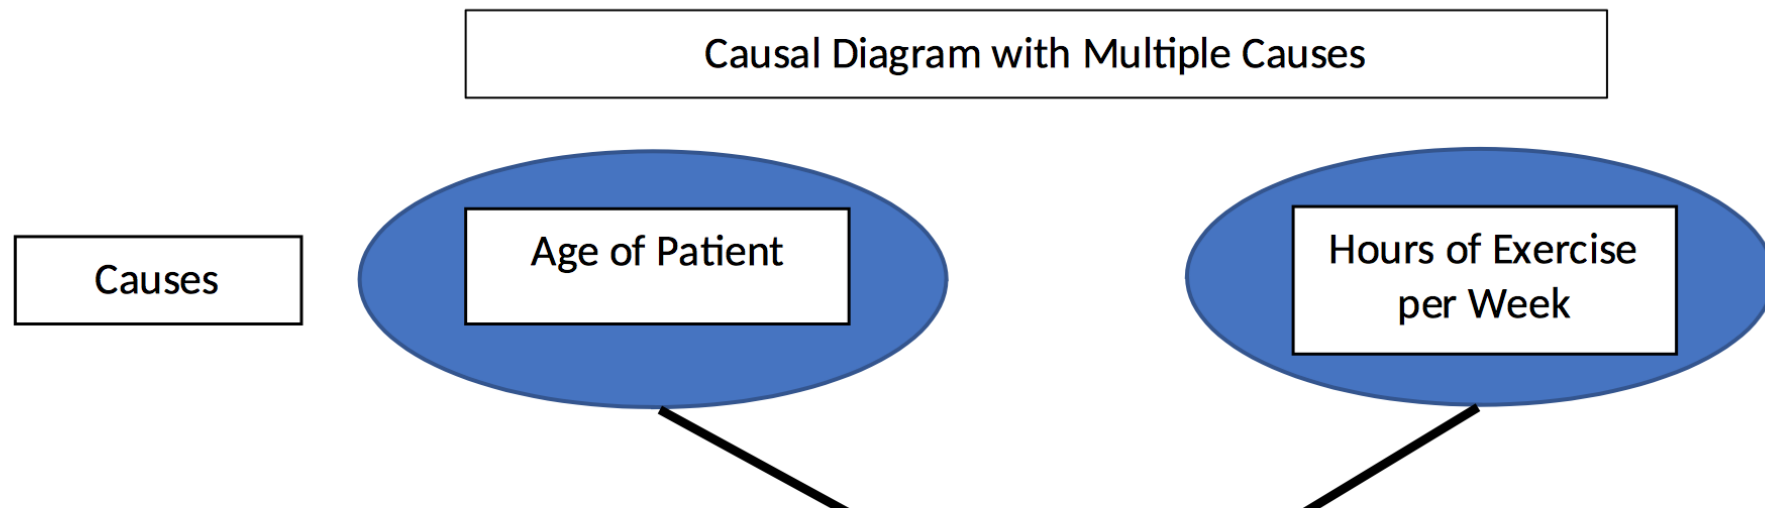 Causal Diagram with Multiple Causes
Causes
Age of Patient
Hours of Exercise
per Week